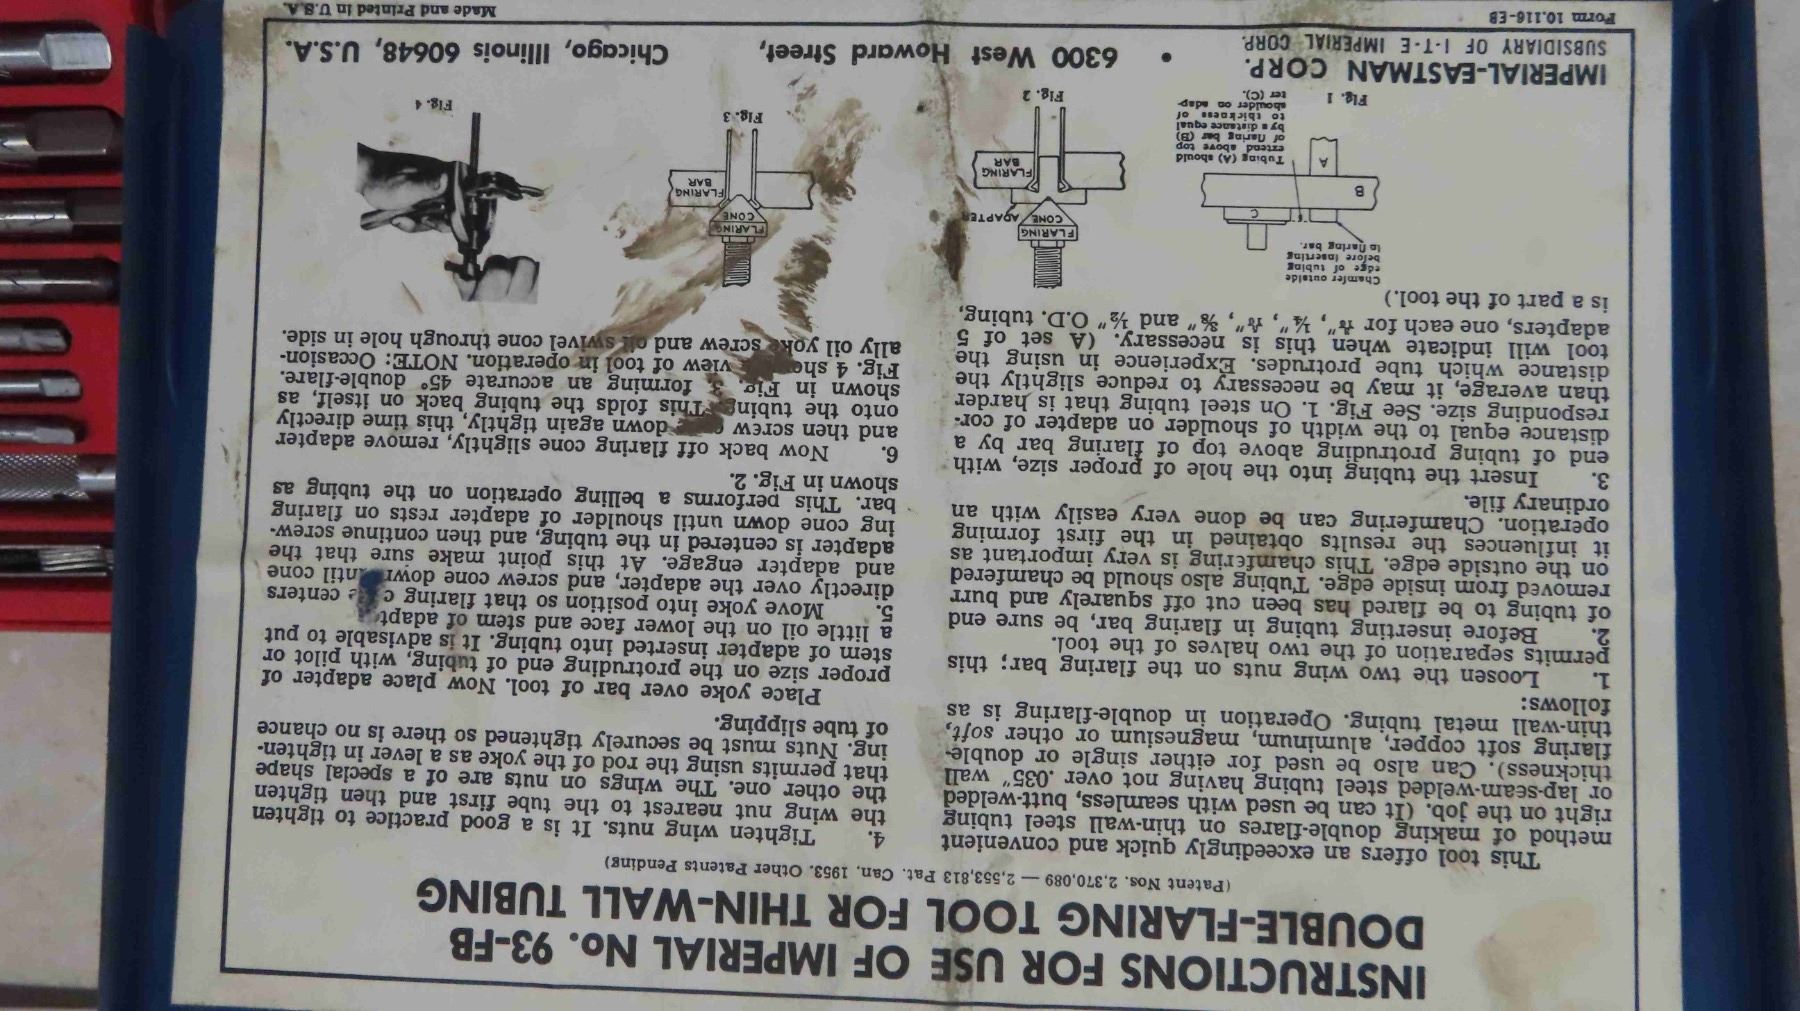 INSTRUCTIONS FOR USE OF IMPERIAL No. 93-FB
DOUBLE-FLARING TOOL FOR THIN-WALL TUBING
(Patent Nos. 2,370,089 — 2,553,813 Pat. Can. 1953. Other Patents Pending)
This tool offers an exceedingly quick and convenient
method of making double-flares on thin-wall steel tubing
right on the job. (It can be used with seamless, butt-welded
or lap-seam-welded steel tubing having not over .035" wall
thickness). Can also be used for either single or double-
flaring soft copper, aluminum, magnesium or other soft,
thin-wall metal tubing. Operation in double-flaring is as
follows:
1. Loosen the two wing nuts on the flaring bar; this
permits separation of the two halves of the tool.
2. Before inserting tubing in flaring bar, be sure end
of tubing to be flared has been cut off squarely and burr
removed from inside edge. Tubing also should be chamfered
on the outside edge. This chamfering is very important as
it influences the results obtained in the first forming
operation. Chamfering can be done very easily with an
ordinary file.
3. Insert the tubing into the hole of proper size, with
end of tubing protruding above top of flaring bar by a
distance equal to the width of shoulder on adapter of cor-
responding size. See Fig. 1. On steel tubing that is harder
than average, it may be necessary to reduce slightly the
distance which tube protrudes. Experience in using the
tool will indicate when this is necessary. (A set of 5
adapters, one each for 3/16", 1/4", 5/16", 3/8" and 1/2" O.D. tubing,
is a part of the tool.)
4. Tighten wing nuts. It is a good practice to tighten
the wing nut nearest to the tube first and then tighten
the other one. The wings on nuts are of a special shape
that permits using the rod of the yoke as a lever in tighten-
ing. Nuts must be securely tightened so there is no chance
of tube slipping.
Place yoke over bar of tool. Now place adapter of
proper size on the protruding end of tubing, with pilot or
stem of adapter inserted into tubing. It is advisable to put
a little oil on the lower face and stem of adapt
5. Move yoke into position so that flaring c e centers
directly over the adapter, and screw cone down until cone
and adapter engage. At this point make sure that the
adapter is centered in the tubing, and then continue screw-
ing cone down until shoulder of adapter rests on flaring
bar. This performs a belling operation on the tubing as
shown in Fig. 2.
6. Now back off flaring cone slightly, remove adapter
and then screw down again tightly, this time directly
onto the tubing. This folds the tubing back on itself, as
shown in Fig. 3 forming an accurate 45° double-flare.
Fig. 4 sho view of tool in operation. NOTE: Occasion-
ally oil yoke screw and oil swivel cone through hole in side.
Chamfer outside
edge of tubing
before inserting
in flaring bar.
C
B
A
Tubing (A) should
extend above top
of flaring bar (B)
by a distance equal
to thickness of
shoulder on adap-
ter (C).
Fig. 1
FLARING
CONE
ADAPTER
FLARING
BAR
Fig. 2
FLARING
CONE
FLARING
BAR
Fig. 3
Fig. 4
IMPERIAL-EASTMAN CORP. • 6300 West Howard Street, Chicago, Illinois 60648, U.S.A.
SUBSIDIARY OF I-T-E IMPERIAL CORP.
Form 10.116-EB Made and Printed in U.S.A.